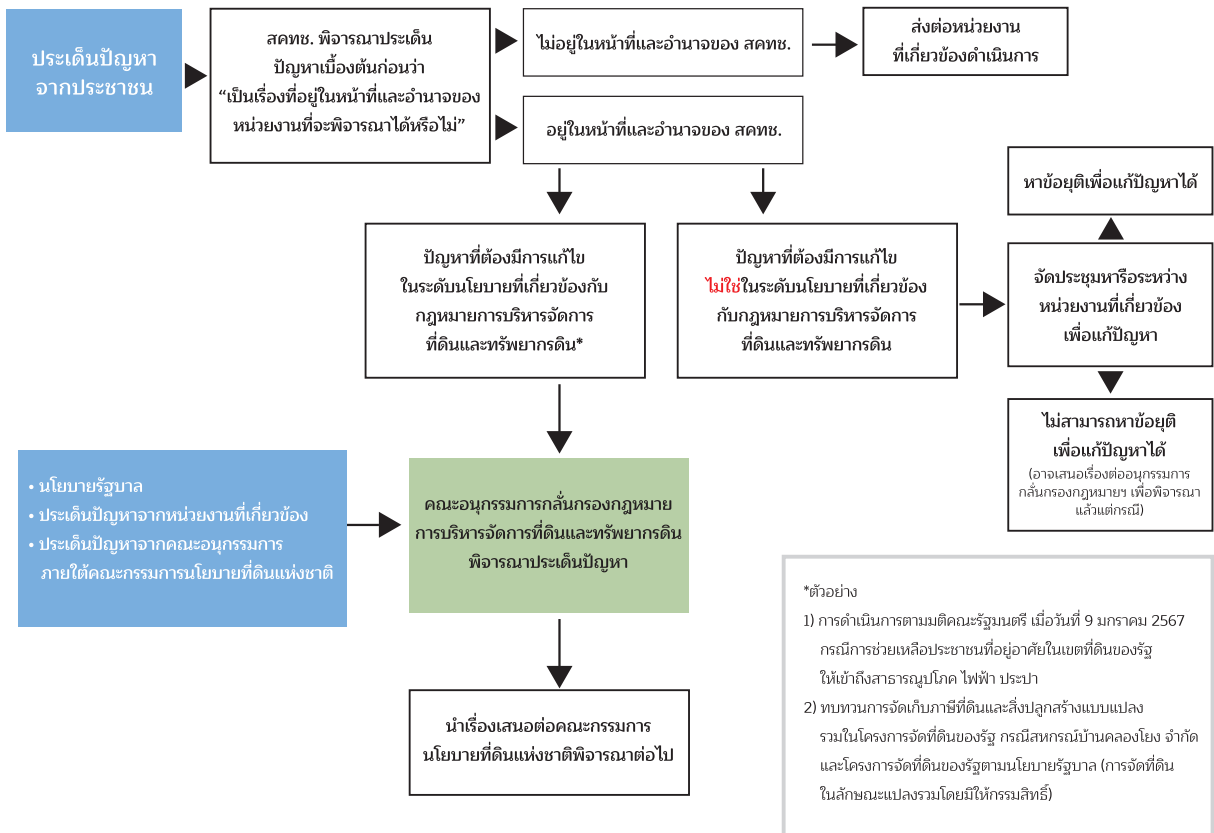 ประเด็นปัญหา
จากประชาชน
สคทช. พิจารณาประเด็น
ปัญหาเบื้องต้นก่อนว่า
“เป็นเรื่องที่อยู่ในหน้าที่และอำนาจของ
หน่วยงานที่จะพิจารณาได้หรือไม่”
ไม่อยู่ในหน้าที่และอำนาจของ สคทช.
ส่งต่อหน่วยงาน
ที่เกี่ยวข้องดำเนินการ
อยู่ในหน้าที่และอำนาจของ สคทช.
ปัญหาที่ต้องมีการแก้ไข
ในระดับนโยบายที่เกี่ยวข้องกับ
กฎหมายการบริหารจัดการ
ที่ดินและทรัพยากรดิน*
ปัญหาที่ต้องมีการแก้ไข
ไม่ใช่ในระดับนโยบายที่เกี่ยวข้อง
กับกฎหมายการบริหารจัดการ
ที่ดินและทรัพยากรดิน
หาข้อยุติเพื่อแก้ปัญหาได้
จัดประชุมหารือระหว่าง
หน่วยงานที่เกี่ยวข้อง
เพื่อแก้ปัญหา
ไม่สามารถหาข้อยุติ
เพื่อแก้ปัญหาได้
(อาจเสนอเรื่องต่ออนุกรรมการ
กลั่นกรองกฎหมายฯ เพื่อพิจารณา
แล้วแต่กรณี)
• นโยบายรัฐบาล
• ประเด็นปัญหาจากหน่วยงานที่เกี่ยวข้อง
• ประเด็นปัญหาจากคณะอนุกรรมการ
ภายใต้คณะกรรมการนโยบายที่ดินแห่งชาติ
คณะอนุกรรมการกลั่นกรองกฎหมาย
การบริหารจัดการที่ดินและทรัพยากรดิน
พิจารณาประเด็นปัญหา
นำเรื่องเสนอต่อคณะกรรมการ
นโยบายที่ดินแห่งชาติพิจารณาต่อไป
*ตัวอย่าง
1) การดำเนินการตามมติคณะรัฐมนตรี เมื่อวันที่ 9 มกราคม 2567
กรณีการช่วยเหลือประชาชนที่อยู่อาศัยในเขตที่ดินของรัฐ
ให้เข้าถึงสาธารณูปโภค ไฟฟ้า ประปา
2) ทบทวนการจัดเก็บภาษีที่ดินและสิ่งปลูกสร้างแบบแปลง
รวมในโครงการจัดที่ดินของรัฐ กรณีสหกรณ์บ้านคลองโยง จำกัด
และโครงการจัดที่ดินของรัฐตามนโยบายรัฐบาล (การจัดที่ดิน
ในลักษณะแปลงรวมโดยมิให้กรรมสิทธิ์)